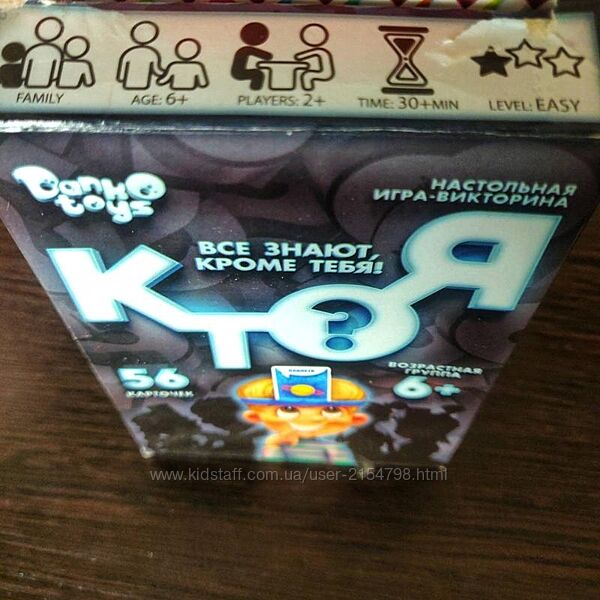 FAMILY
AGE: 6+
PLAYERS: 2+
TIME: 30+MIN
LEVEL: EASY
Danko
toys
НАСТОЛЬНАЯ
ИГРА-ВИКТОРИНА
ВСЕ ЗНАЮТ,
КРОМЕ ТЕБЯ!
КТО Я
?
56
КАРТОЧЕК
ВОЗРАСТНАЯ
ГРУППА
6+
www.kidstaff.com.ua/user-2154798.html